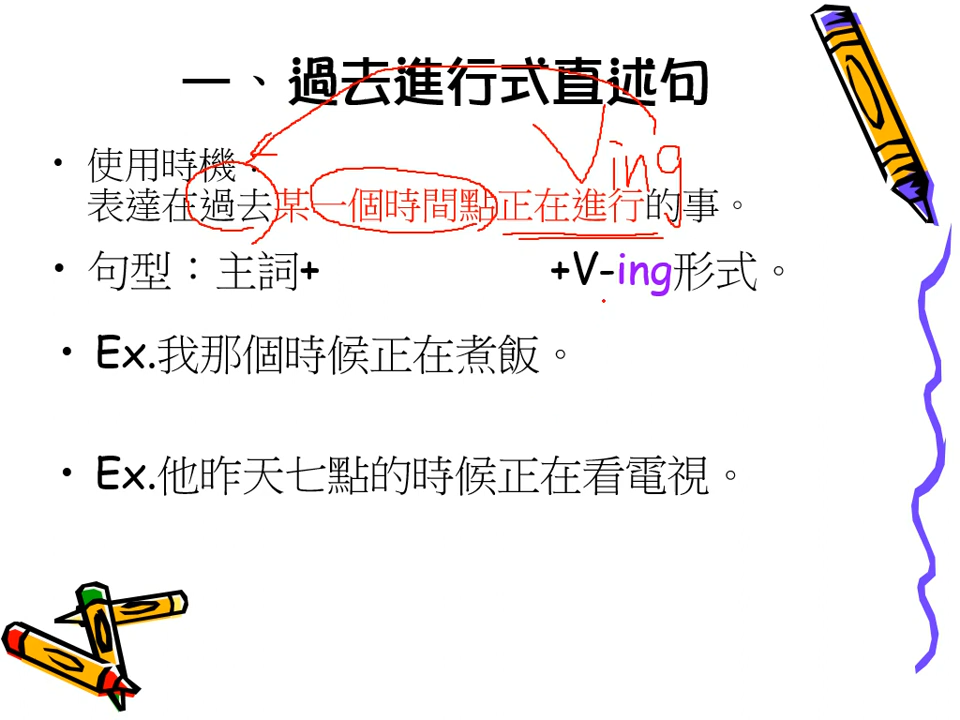 一、過去進行式直述句
Ving
• 使用時機：
表達在過去某一個時間點正在進行的事。
• 句型：主詞+ +V-ing形式。
• Ex.我那個時候正在煮飯。
• Ex.他昨天七點的時候正在看電視。